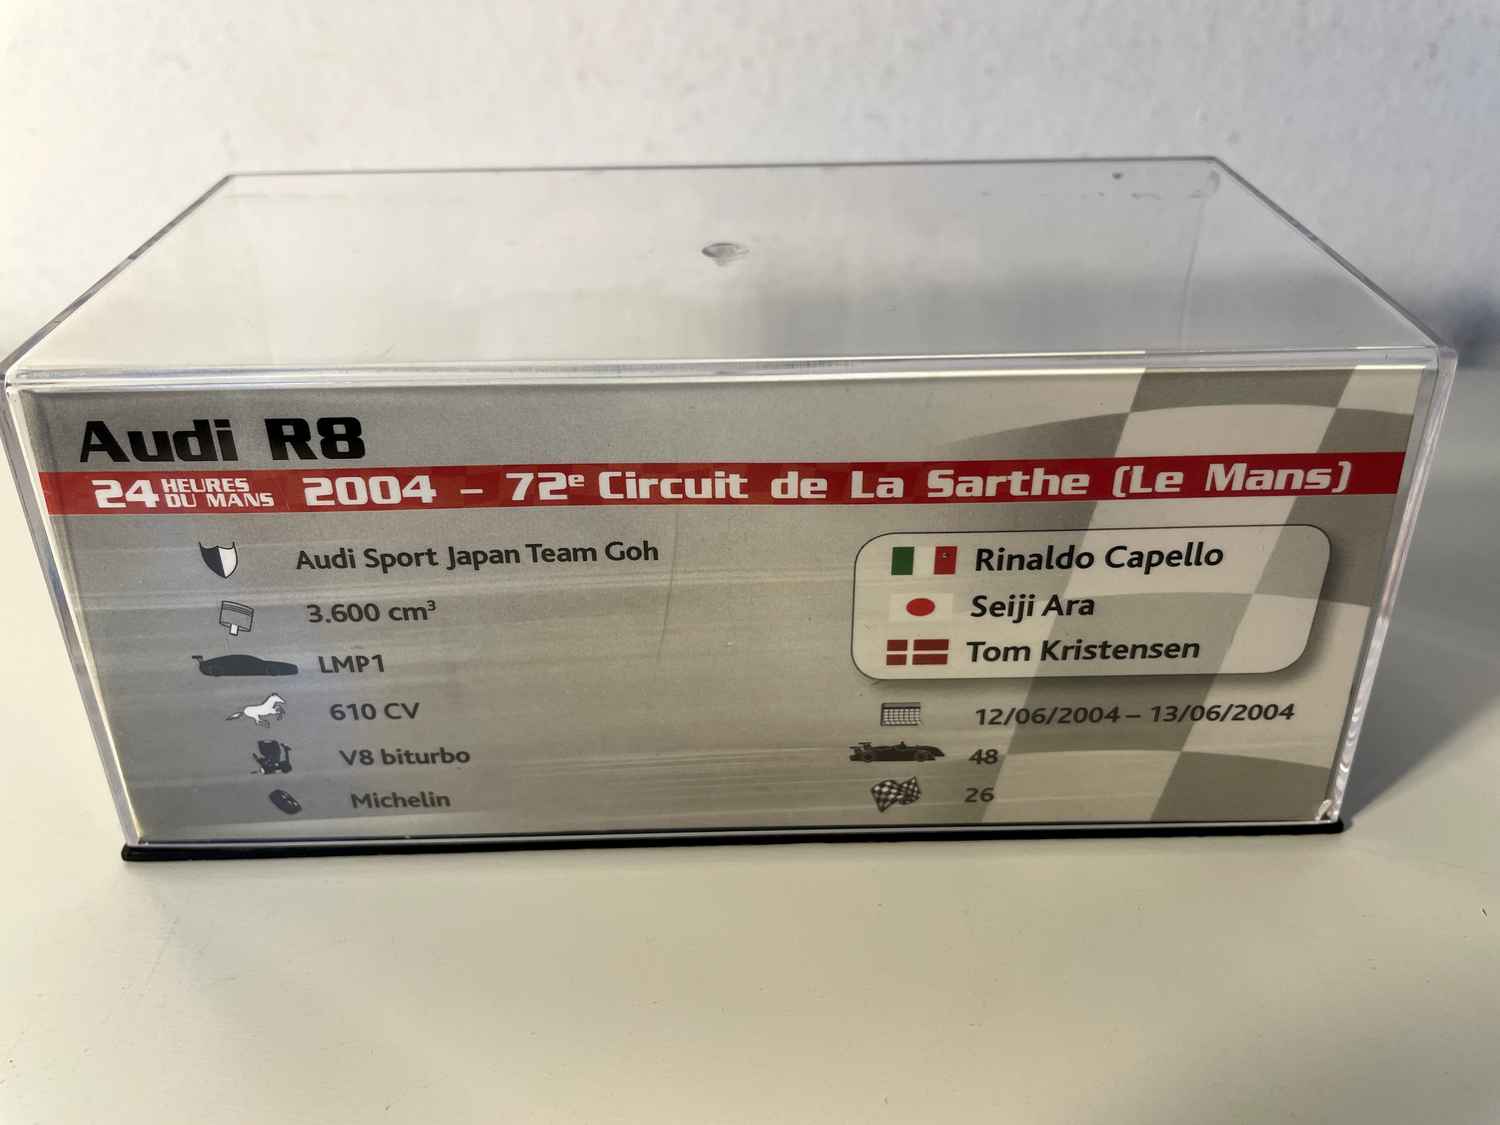 Audi R8
24 HEURES DU MANS 2004 - 72e Circuit de La Sarthe (Le Mans)
Audi Sport Japan Team Goh
3.600 cm³
LMP1
610 CV
V8 biturbo
Michelin
Rinaldo Capello
Seiji Ara
Tom Kristensen
12/06/2004 – 13/06/2004
48
26